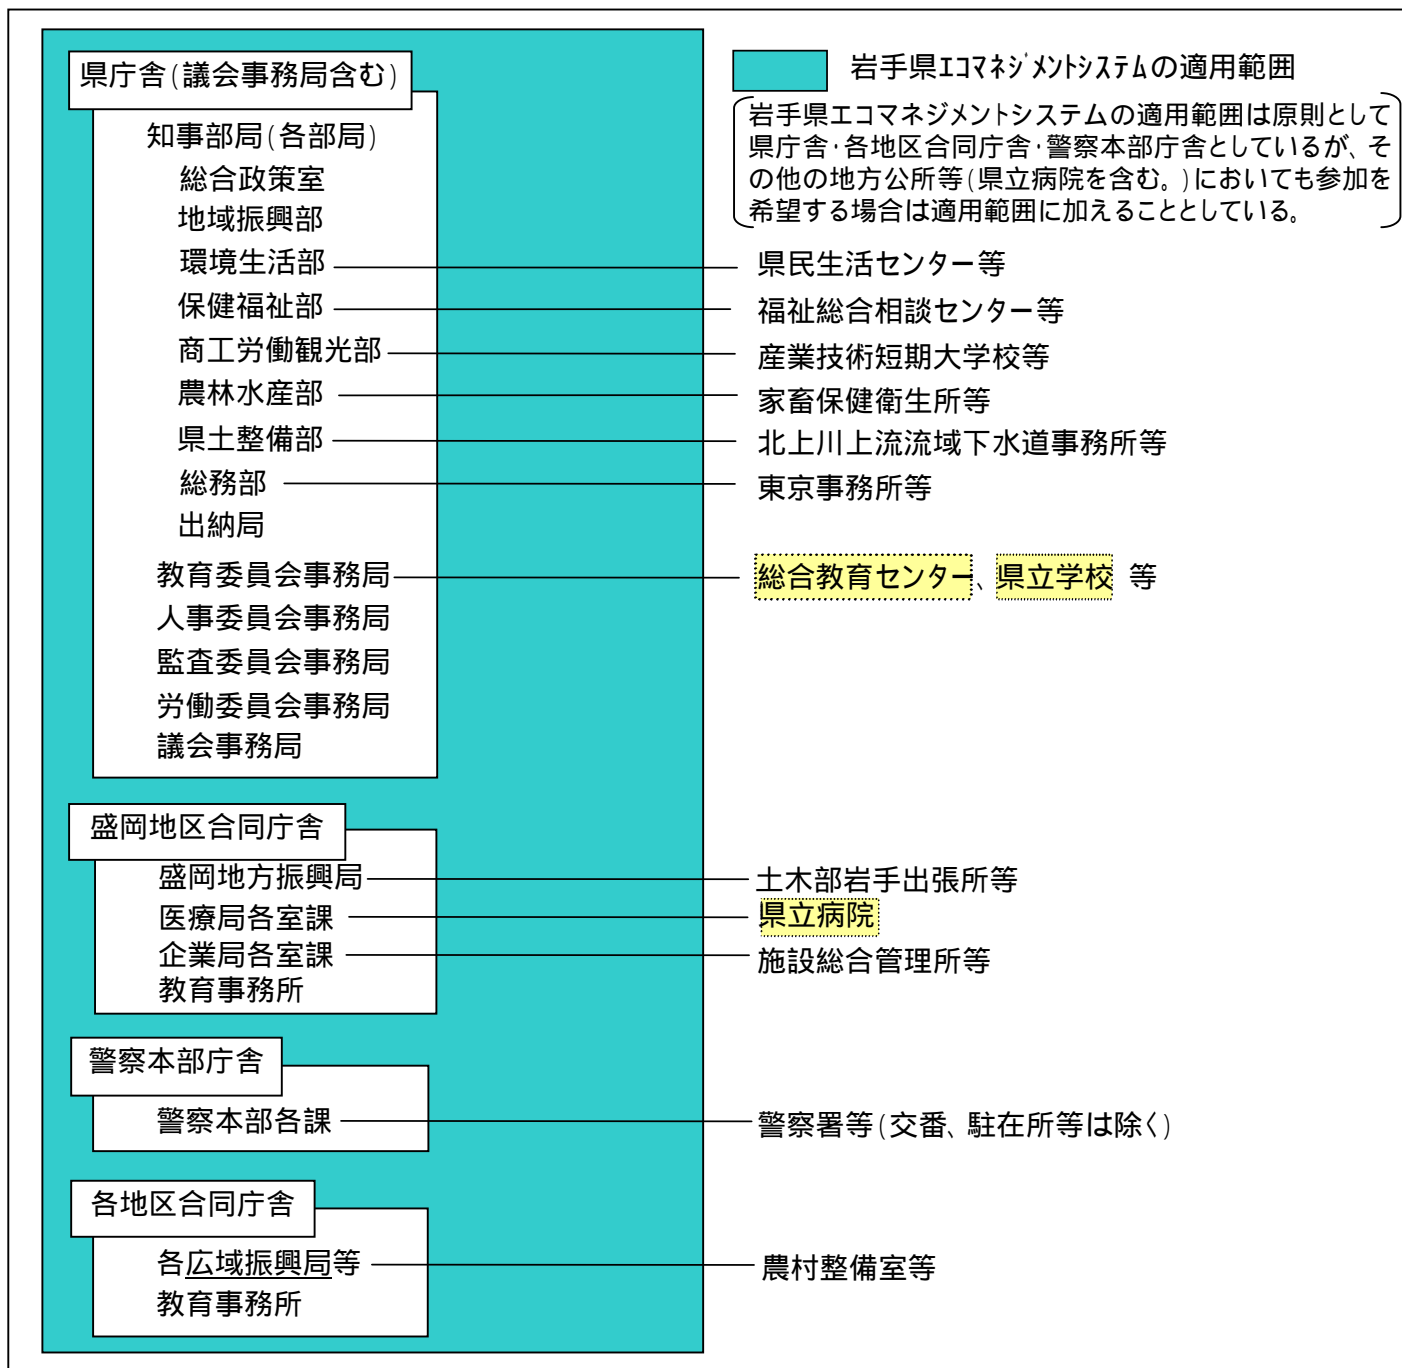 県庁舎(議会事務局含む)
知事部局(各部局)
総合政策室
地域振興部
環境生活部
保健福祉部
商工労働観光部
農林水産部
県土整備部
総務部
出納局
教育委員会事務局
人事委員会事務局
監査委員会事務局
労働委員会事務局
議会事務局
岩手県ｴｺﾏﾈｼﾞﾒﾝﾄｼｽﾃﾑの適用範囲
岩手県エコマネジメントシステムの適用範囲は原則として
県庁舎・各地区合同庁舎・警察本部庁舎としているが、そ
の他の地方公所等(県立病院を含む。)においても参加を
希望する場合は適用範囲に加えることとしている。
県民生活センター等
福祉総合相談センター等
産業技術短期大学校等
家畜保健衛生所等
北上川上流流域下水道事務所等
東京事務所等
総合教育センター、県立学校 等
盛岡地区合同庁舎
盛岡地方振興局
医療局各室課
企業局各室課
教育事務所
土木部岩手出張所等
県立病院
施設総合管理所等
警察本部庁舎
警察本部各課
警察署等(交番、駐在所等は除く)
各地区合同庁舎
各広域振興局等
教育事務所
農村整備室等